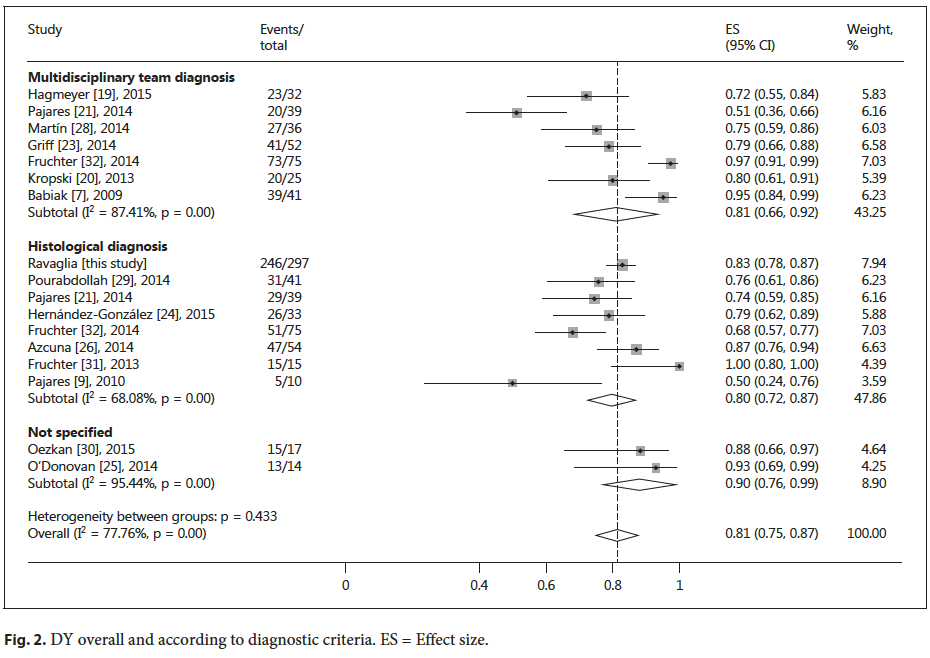 Study Events/ ES Weight,
total (95% CI) %
Multidisciplinary team diagnosis
Hagmeyer [19], 2015 23/32 0.72 (0.55, 0.84) 5.83
Pajares [21], 2014 20/39 0.51 (0.36, 0.66) 6.16
Martín [28], 2014 27/36 0.75 (0.59, 0.86) 6.03
Griff [23], 2014 41/52 0.79 (0.66, 0.88) 6.58
Fruchter [32], 2014 73/75 0.97 (0.91, 0.99) 7.03
Kropski [20], 2013 20/25 0.80 (0.61, 0.91) 5.39
Babiak [7], 2009 39/41 0.95 (0.84, 0.99) 6.23
Subtotal (I² = 87.41%, p = 0.00) 0.81 (0.66, 0.92) 43.25
Histological diagnosis
Ravaglia [this study] 246/297 0.83 (0.78, 0.87) 7.94
Pourabdollah [29], 2014 31/41 0.76 (0.61, 0.86) 6.23
Pajares [21], 2014 29/39 0.74 (0.59, 0.85) 6.16
Hernández-González [24], 2015 26/33 0.79 (0.62, 0.89) 5.88
Fruchter [32], 2014 51/75 0.68 (0.57, 0.77) 7.03
Azcuna [26], 2014 47/54 0.87 (0.76, 0.94) 6.63
Fruchter [31], 2013 15/15 1.00 (0.80, 1.00) 4.39
Pajares [9], 2010 5/10 0.50 (0.24, 0.76) 3.59
Subtotal (I² = 68.08%, p = 0.00) 0.80 (0.72, 0.87) 47.86
Not specified
Oezkan [30], 2015 15/17 0.88 (0.66, 0.97) 4.64
O'Donovan [25], 2014 13/14 0.93 (0.69, 0.99) 4.25
Subtotal (I² = 95.44%, p = 0.00) 0.90 (0.76, 0.99) 8.90
Heterogeneity between groups: p = 0.433
Overall (I² = 77.76%, p = 0.00) 0.81 (0.75, 0.87) 100.00
0 0.4 0.6 0.8 1
Fig. 2. DY overall and according to diagnostic criteria. ES = Effect size.